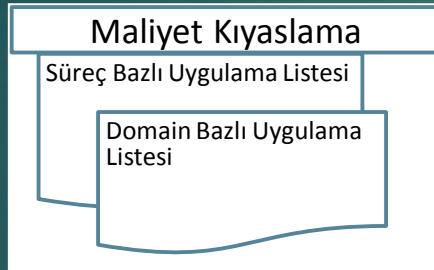 Maliyet Kıyaslama
Süreç Bazlı Uygulama Listesi
Domain Bazlı Uygulama
Listesi